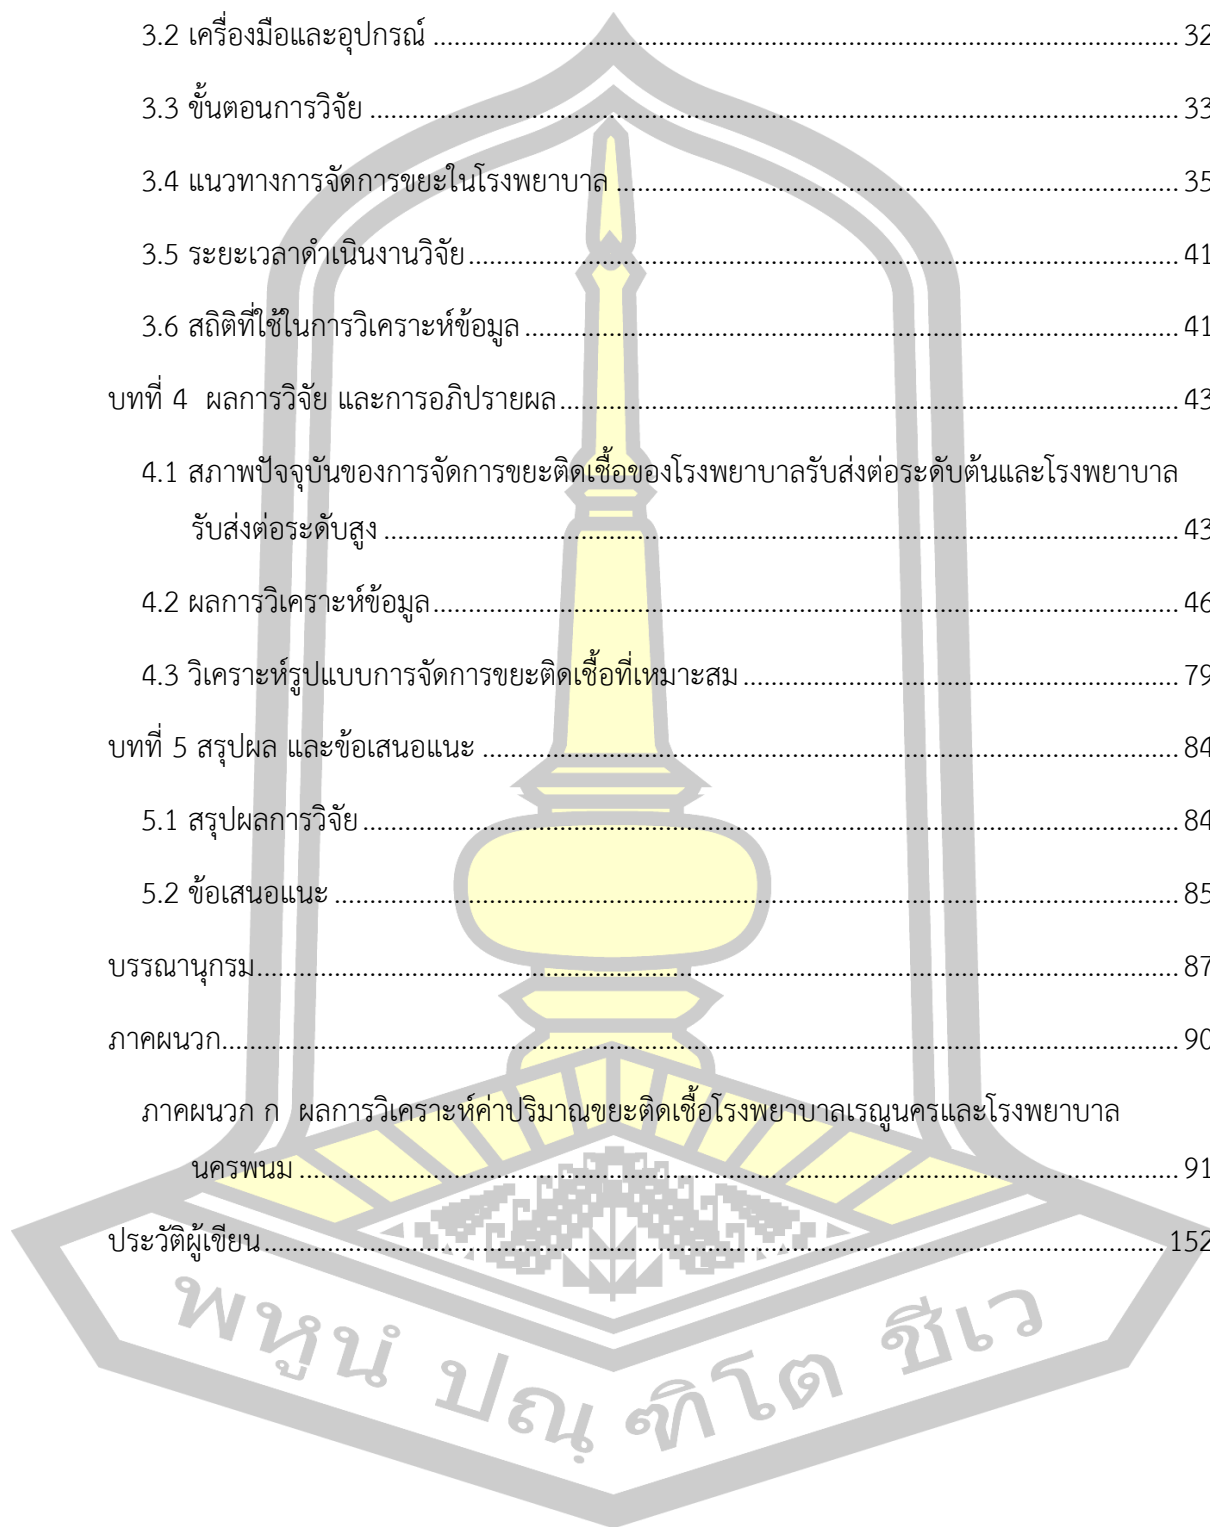 3.2 เครื่องมือและอุปกรณ์ ........................................................................................ 32
3.3 ขั้นตอนการวิจัย ........................................................................................ 33
3.4 แนวทางการจัดการขยะในโรงพยาบาล ........................................................................................ 35
3.5 ระยะเวลาดำเนินงานวิจัย ........................................................................................ 41
3.6 สถิติที่ใช้ในการวิเคราะห์ข้อมูล ........................................................................................ 41
บทที่ 4 ผลการวิจัย และการอภิปรายผล ........................................................................................ 43
4.1 สภาพปัจจุบันของการจัดการขยะติดเชื้อของโรงพยาบาลรับส่งต่อระดับต้นและโรงพยาบาล
รับส่งต่อระดับสูง ........................................................................................ 43
4.2 ผลการวิเคราะห์ข้อมูล ........................................................................................ 46
4.3 วิเคราะห์รูปแบบการจัดการขยะติดเชื้อที่เหมาะสม ........................................................................................ 79
บทที่ 5 สรุปผล และข้อเสนอแนะ ........................................................................................ 84
5.1 สรุปผลการวิจัย ........................................................................................ 84
5.2 ข้อเสนอแนะ ........................................................................................ 85
บรรณานุกรม ........................................................................................ 87
ภาคผนวก ........................................................................................ 90
ภาคผนวก ก ผลการวิเคราะห์ค่าปริมาณขยะติดเชื้อโรงพยาบาลเรณูนครและโรงพยาบาล
นครพนม ........................................................................................ 91
ประวัติผู้เขียน ........................................................................................ 152
พหูนํ ปณฺฑิโต ชีเว